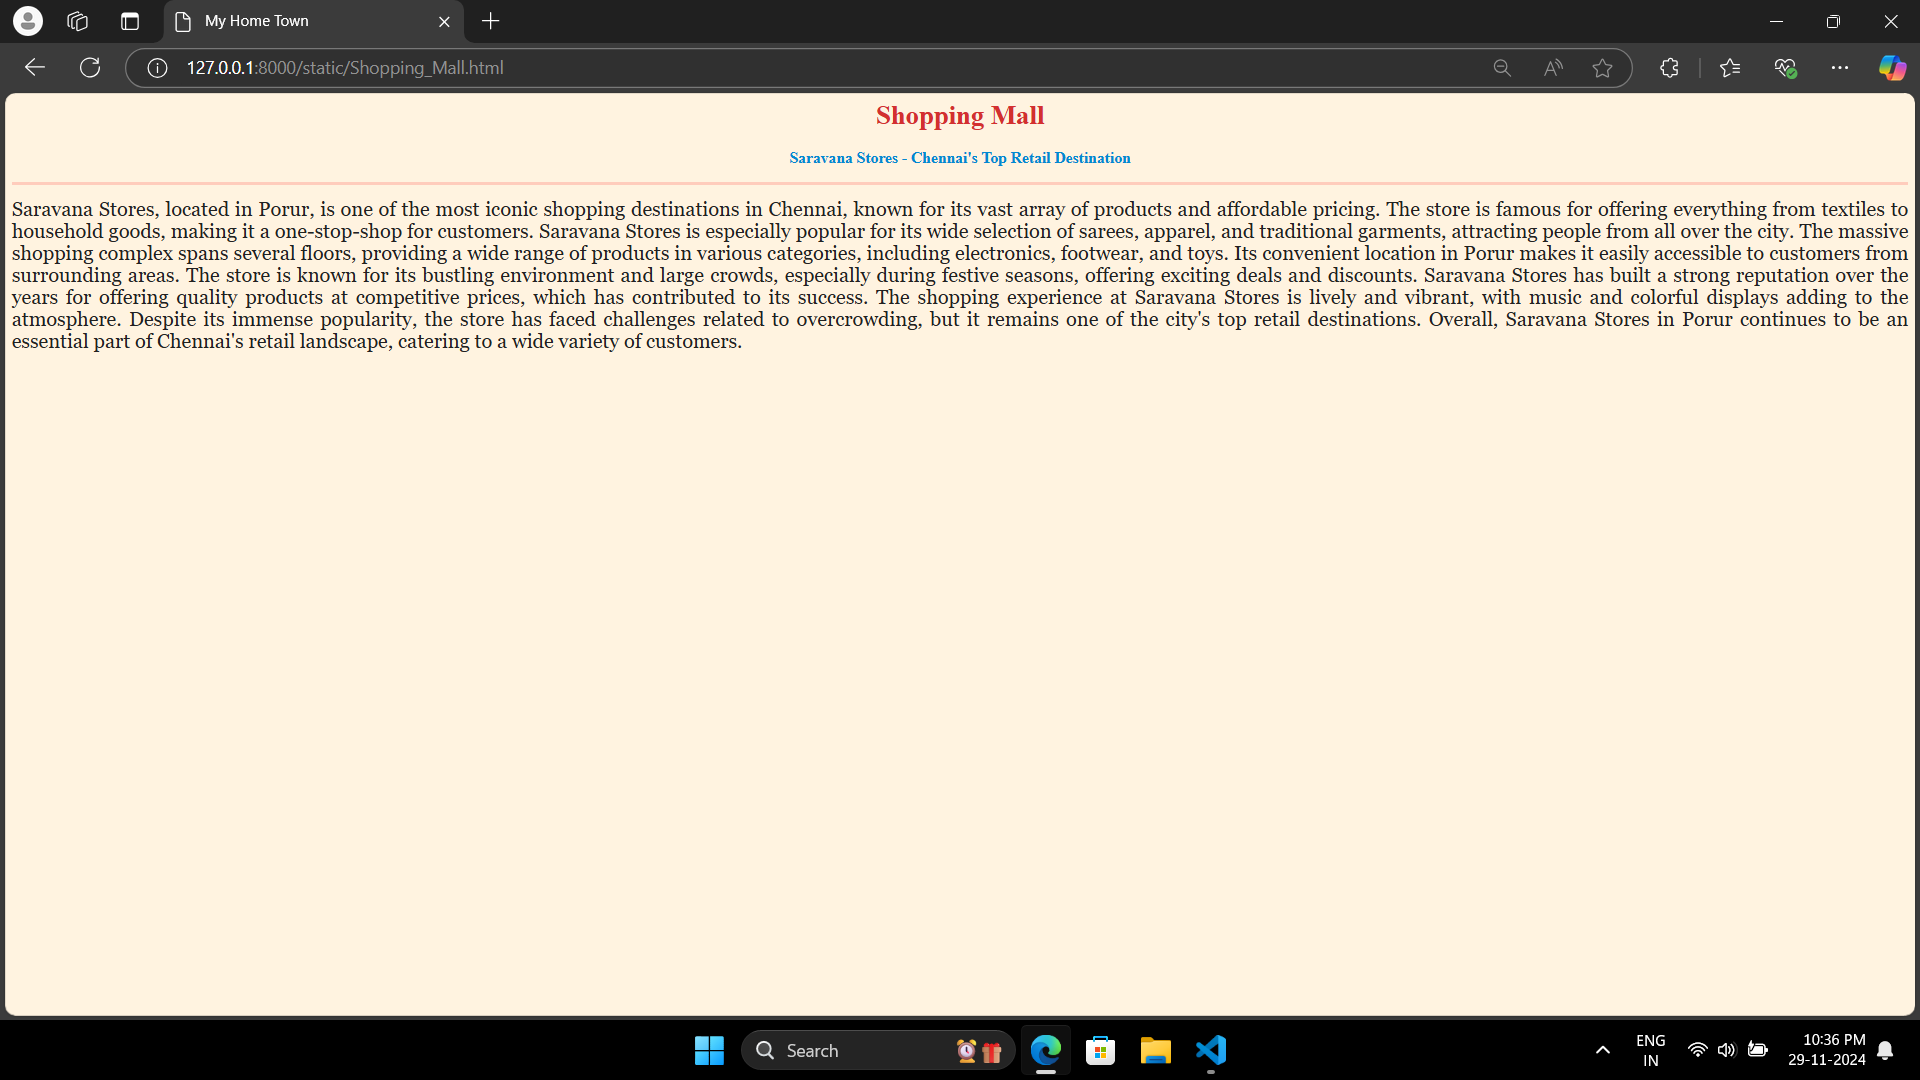 My Home Town
127.0.0.1:8000/static/Shopping_Mall.html
Shopping Mall
Saravana Stores - Chennai's Top Retail Destination
Saravana Stores, located in Porur, is one of the most iconic shopping destinations in Chennai, known for its vast array of products and affordable pricing. The store is famous for offering everything from textiles to
household goods, making it a one-stop-shop for customers. Saravana Stores is especially popular for its wide selection of sarees, apparel, and traditional garments, attracting people from all over the city. The massive
shopping complex spans several floors, providing a wide range of products in various categories, including electronics, footwear, and toys. Its convenient location in Porur makes it easily accessible to customers from
surrounding areas. The store is known for its bustling environment and large crowds, especially during festive seasons, offering exciting deals and discounts. Saravana Stores has built a strong reputation over the
years for offering quality products at competitive prices, which has contributed to its success. The shopping experience at Saravana Stores is lively and vibrant, with music and colorful displays adding to the
atmosphere. Despite its immense popularity, the store has faced challenges related to overcrowding, but it remains one of the city's top retail destinations. Overall, Saravana Stores in Porur continues to be an
essential part of Chennai's retail landscape, catering to a wide variety of customers.
Search
ENG
IN
10:36 PM
29-11-2024